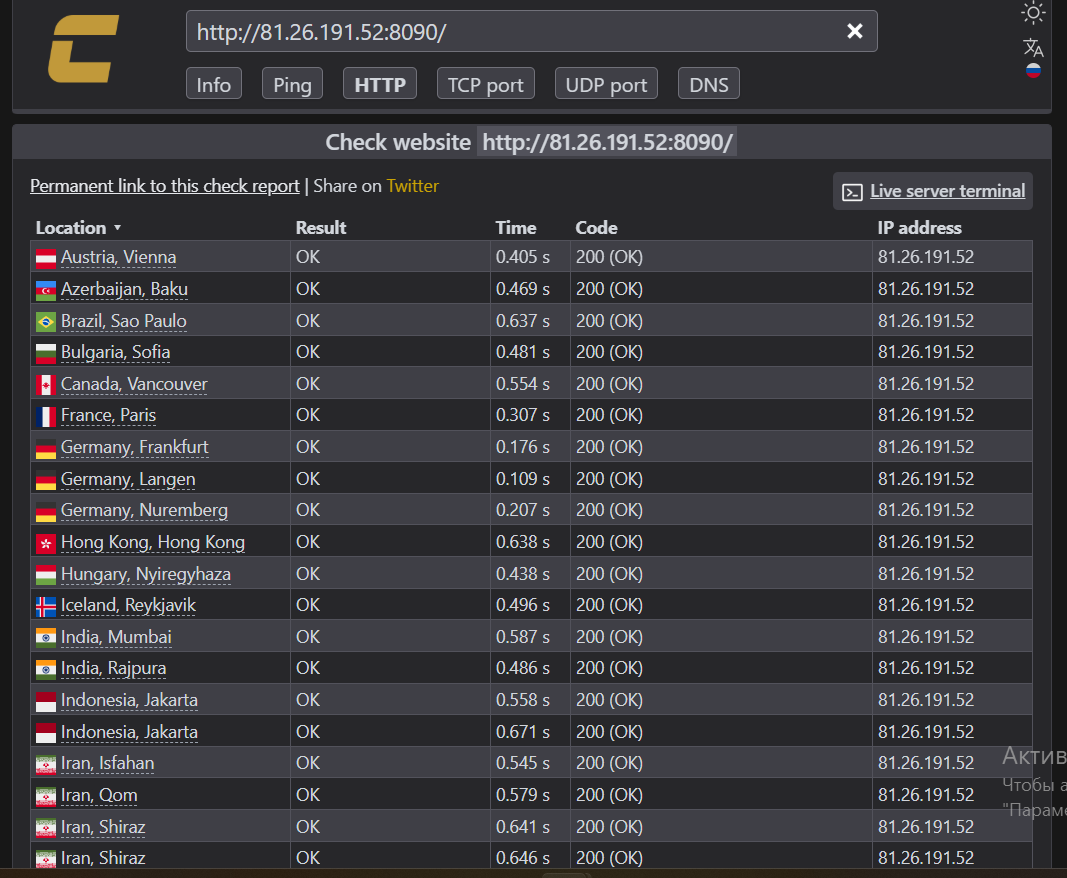 http://81.26.191.52:8090/
Info Ping HTTP TCP port UDP port DNS
Check website http://81.26.191.52:8090/
Permanent link to this check report | Share on Twitter
Live server terminal
Location Result Time Code IP address
Austria, Vienna OK 0.405 s 200 (OK) 81.26.191.52
Azerbaijan, Baku OK 0.469 s 200 (OK) 81.26.191.52
Brazil, Sao Paulo OK 0.637 s 200 (OK) 81.26.191.52
Bulgaria, Sofia OK 0.481 s 200 (OK) 81.26.191.52
Canada, Vancouver OK 0.554 s 200 (OK) 81.26.191.52
France, Paris OK 0.307 s 200 (OK) 81.26.191.52
Germany, Frankfurt OK 0.176 s 200 (OK) 81.26.191.52
Germany, Langen OK 0.109 s 200 (OK) 81.26.191.52
Germany, Nuremberg OK 0.207 s 200 (OK) 81.26.191.52
Hong Kong, Hong Kong OK 0.638 s 200 (OK) 81.26.191.52
Hungary, Nyiregyhaza OK 0.438 s 200 (OK) 81.26.191.52
Iceland, Reykjavik OK 0.496 s 200 (OK) 81.26.191.52
India, Mumbai OK 0.587 s 200 (OK) 81.26.191.52
India, Rajpura OK 0.486 s 200 (OK) 81.26.191.52
Indonesia, Jakarta OK 0.558 s 200 (OK) 81.26.191.52
Indonesia, Jakarta OK 0.671 s 200 (OK) 81.26.191.52
Iran, Isfahan OK 0.545 s 200 (OK) 81.26.191.52
Iran, Qom OK 0.579 s 200 (OK) 81.26.191.52
Iran, Shiraz OK 0.641 s 200 (OK) 81.26.191.52
Iran, Shiraz OK 0.646 s 200 (OK) 81.26.191.52
Актив
Чтобы а
"Параме